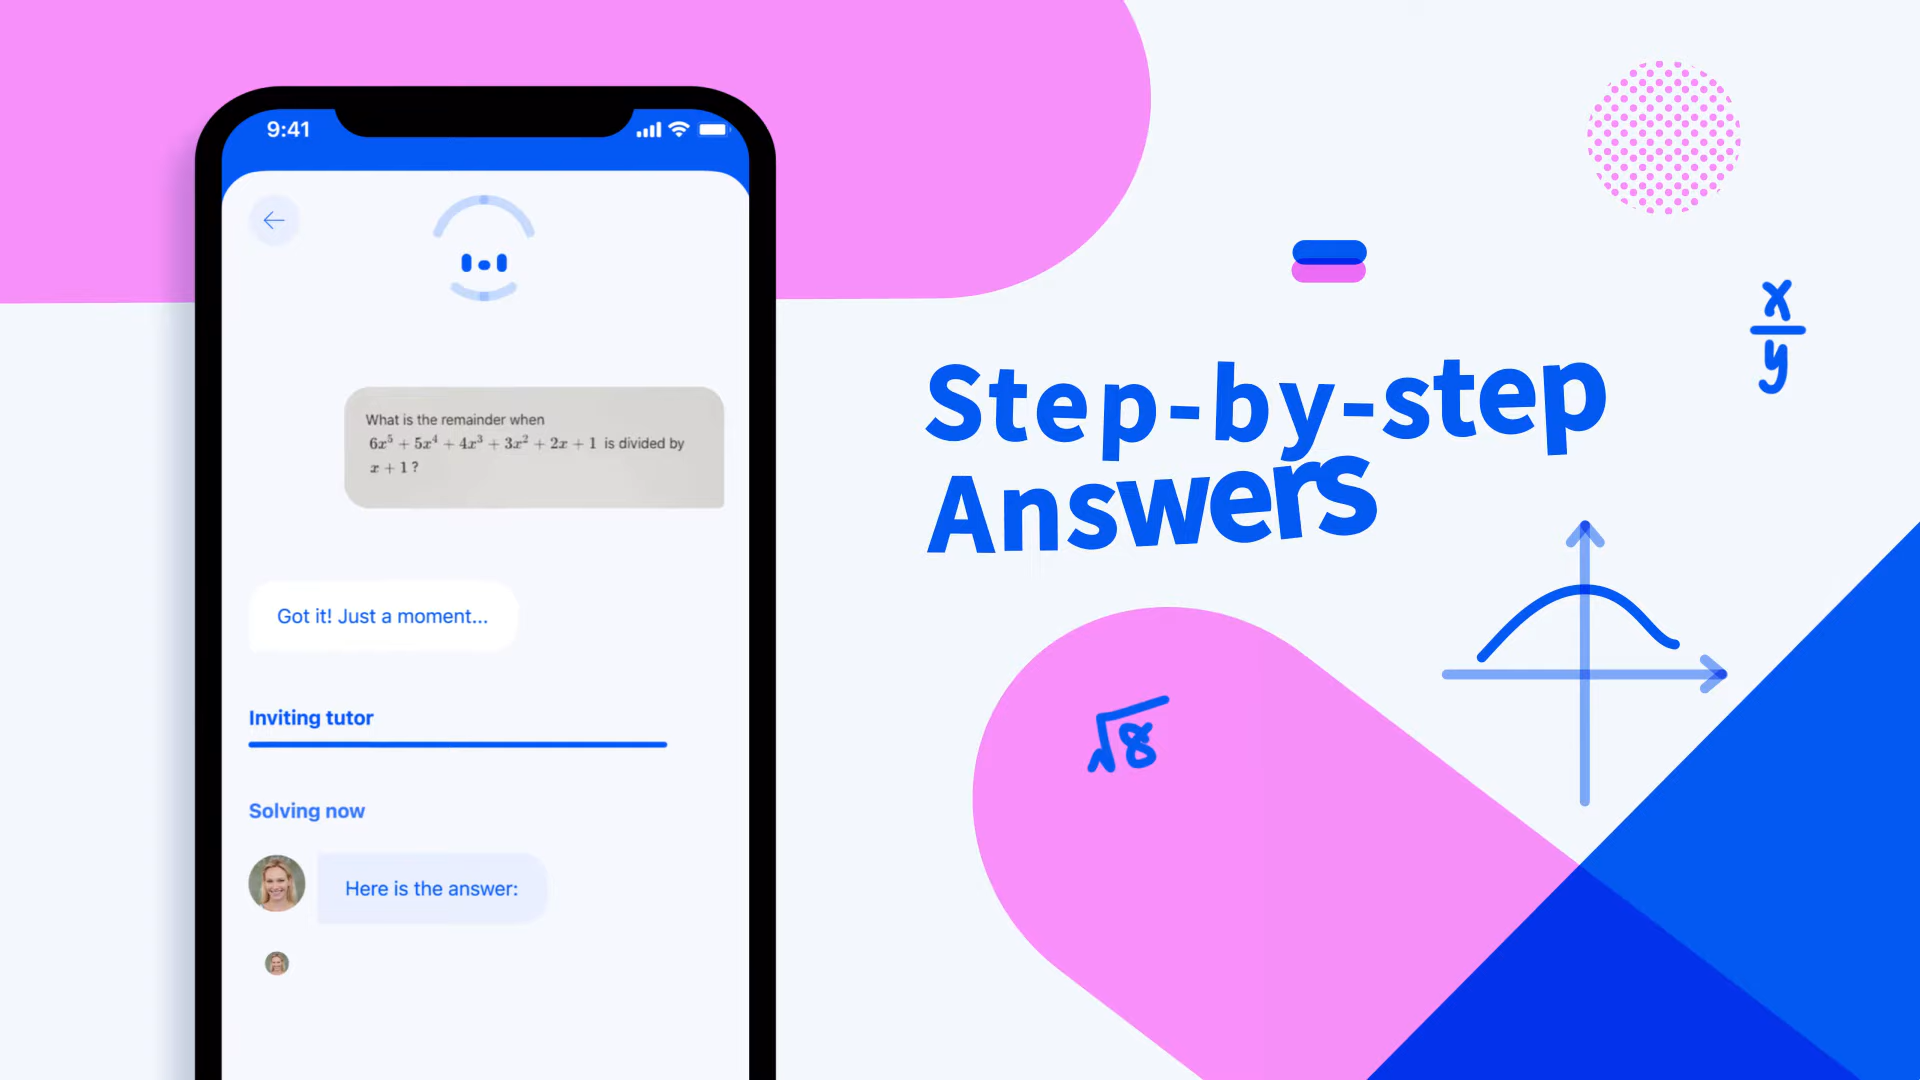 9:41
What is the remainder when
6x⁵ + 5x⁴ + 4x³ + 3x² + 2x + 1 is divided by
x + 1 ?
Got it! Just a moment...
Inviting tutor
Solving now
Here is the answer:
Step-by-step
Answers
x
y
√8